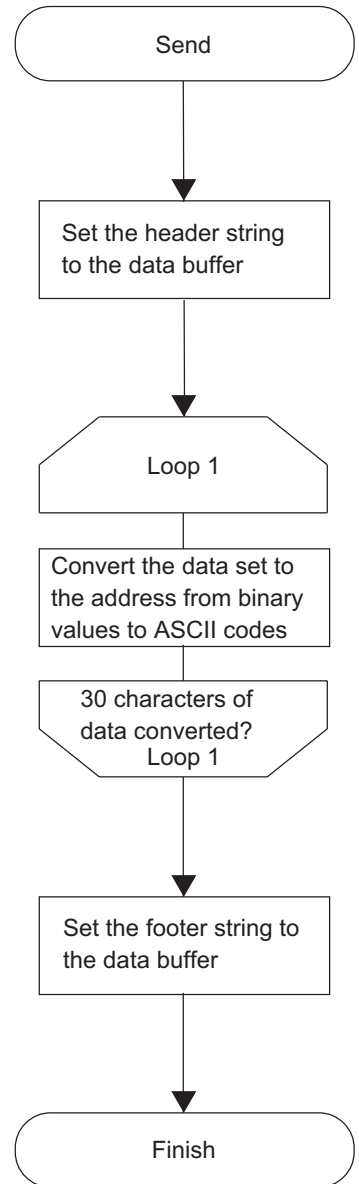 Send
Set the header string
to the data buffer
Loop 1
Convert the data set to
the address from binary
values to ASCII codes
30 characters of
data converted?
Loop 1
Set the footer string to
the data buffer
Finish